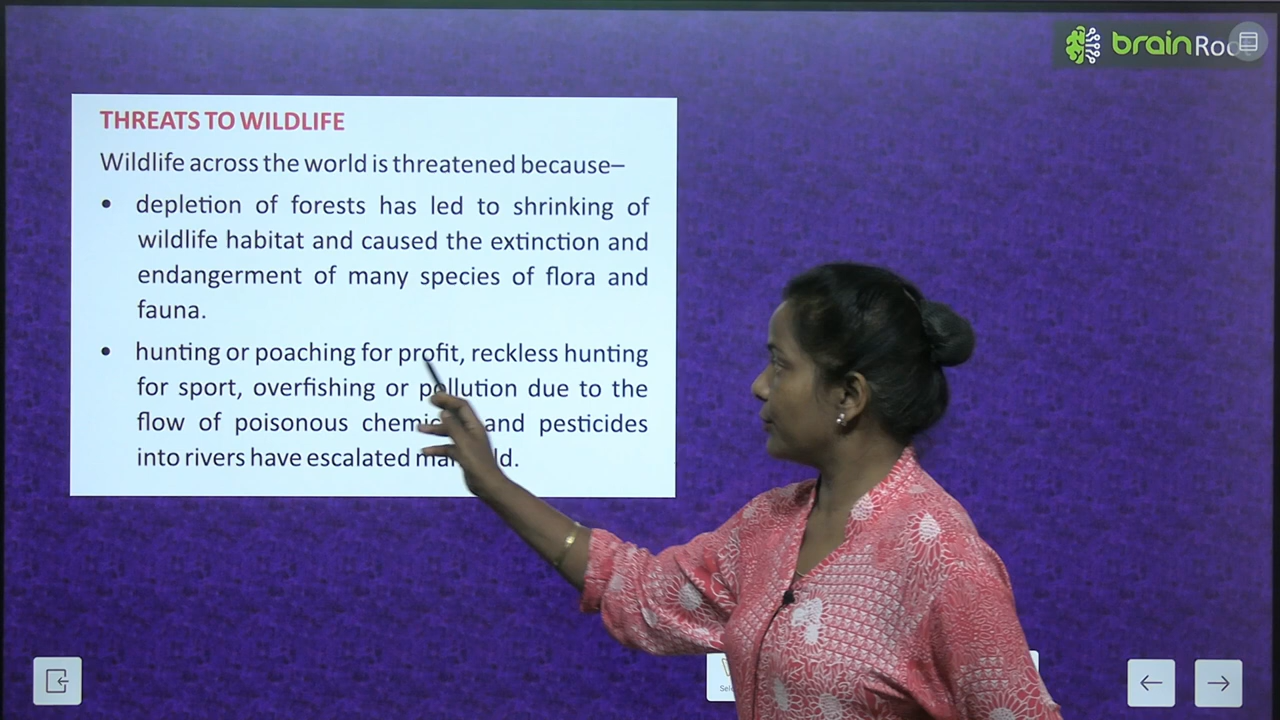 brainRoo
THREATS TO WILDLIFE
Wildlife across the world is threatened because–
• depletion of forests has led to shrinking of
wildlife habitat and caused the extinction and
endangerment of many species of flora and
fauna.
• hunting or poaching for profit, reckless hunting
for sport, overfishing or pollution due to the
flow of poisonous and pesticides
into rivers have escalated